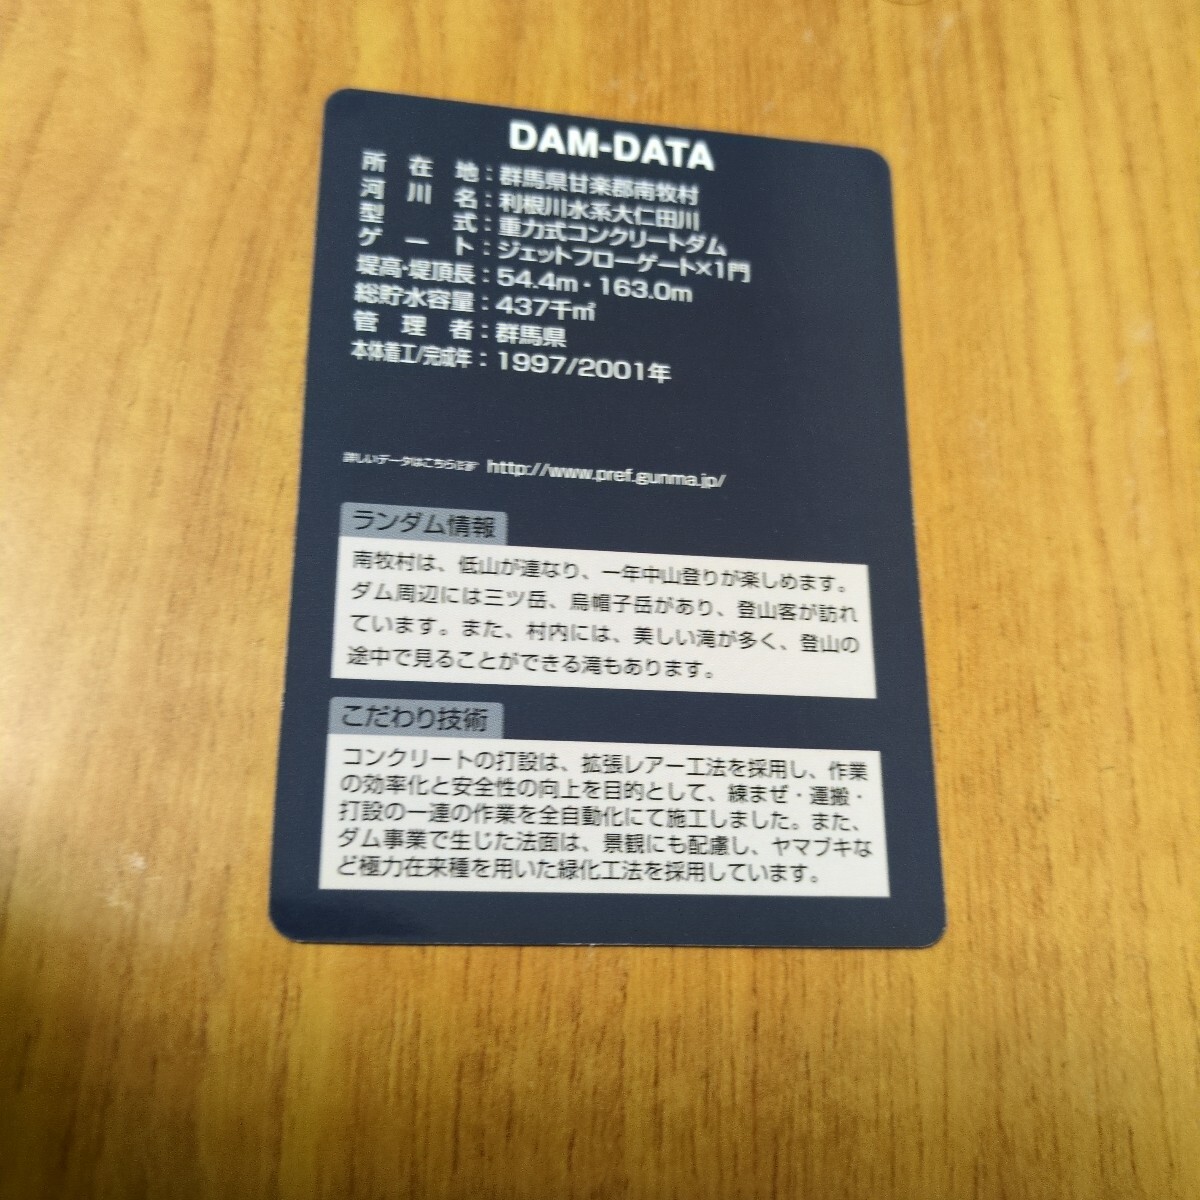 DAM-DATA
所在地：群馬県甘楽郡南牧村
河川名：利根川水系大仁田川
型式：重力式コンクリートダム
ゲート：ジェットフローゲート×1門
堤高・堤頂長：54.4m・163.0m
総貯水容量：437千㎥
管理者：群馬県
本体着工/完成年：1997/2001年
詳しいデータはこちらまで http://www.pref.gunma.jp/
ランダム情報
南牧村は、低山が連なり、一年中山登りが楽しめます。
ダム周辺には三ツ岳、烏帽子岳があり、登山客が訪れ
ています。また、村内には、美しい滝が多く、登山の
途中で見ることができる滝もあります。
こだわり技術
コンクリートの打設は、拡張レアー工法を採用し、作業
の効率化と安全性の向上を目的として、練まぜ・運搬・
打設の一連の作業を全自動化にて施工しました。また、
ダム事業で生じた法面は、景観にも配慮し、ヤマブキな
ど極力在来種を用いた緑化工法を採用しています。